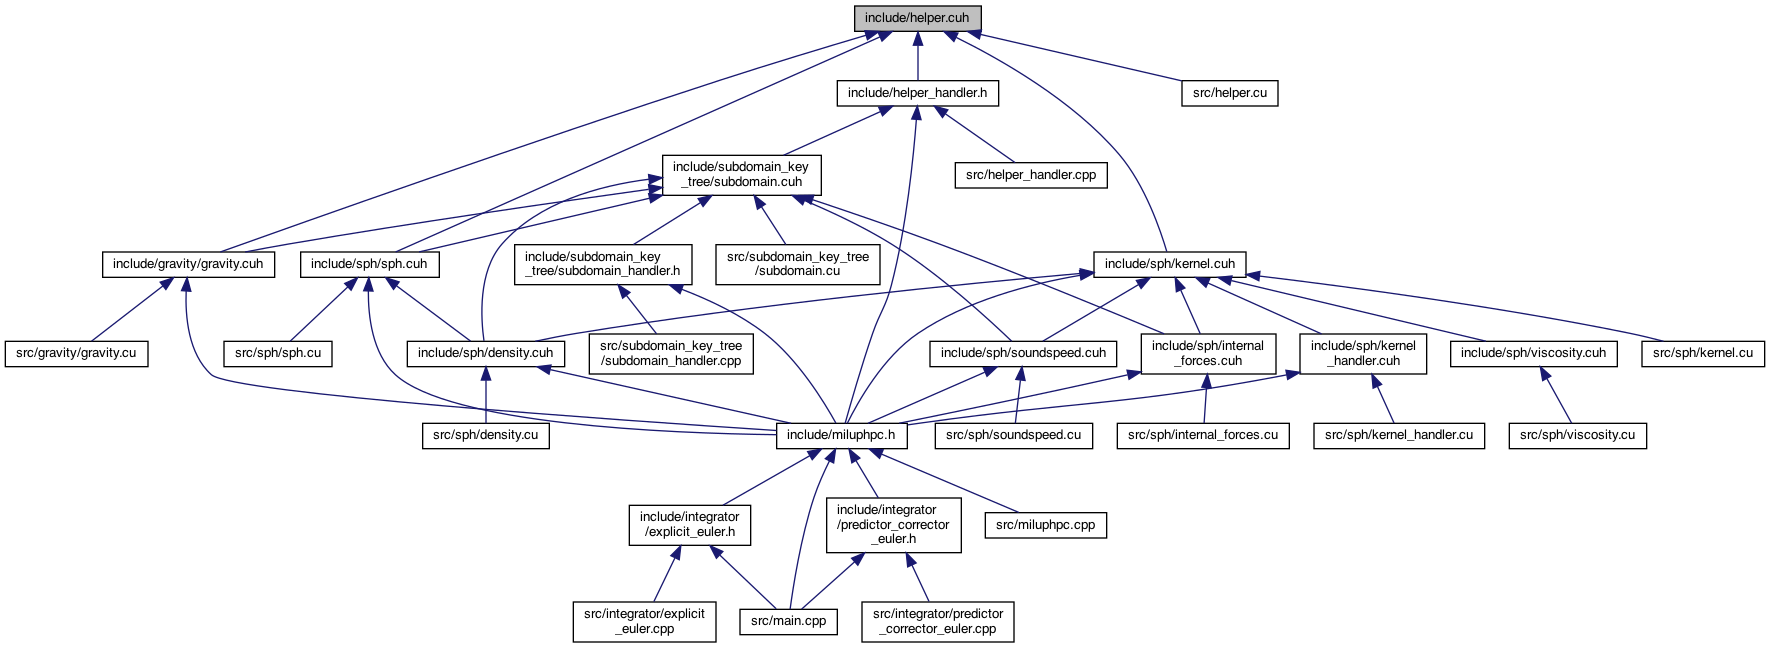 include/helper.cuh
include/helper_handler.h
src/helper.cu
include/subdomain_key
_tree/subdomain.cuh
src/helper_handler.cpp
include/gravity/gravity.cuh
include/sph/sph.cuh
include/subdomain_key
_tree/subdomain_handler.h
src/subdomain_key_tree
/subdomain.cu
include/sph/kernel.cuh
src/gravity/gravity.cu
src/sph/sph.cu
include/sph/density.cuh
src/subdomain_key_tree
/subdomain_handler.cpp
include/sph/soundspeed.cuh
include/sph/internal
_forces.cuh
include/sph/kernel
_handler.cuh
include/sph/viscosity.cuh
src/sph/kernel.cu
src/sph/density.cu
include/miluphpc.h
src/sph/soundspeed.cu
src/sph/internal_forces.cu
src/sph/kernel_handler.cu
src/sph/viscosity.cu
include/integrator
/explicit_euler.h
include/integrator
/predictor_corrector
_euler.h
src/miluphpc.cpp
src/integrator/explicit
_euler.cpp
src/main.cpp
src/integrator/predictor
_corrector_euler.cpp